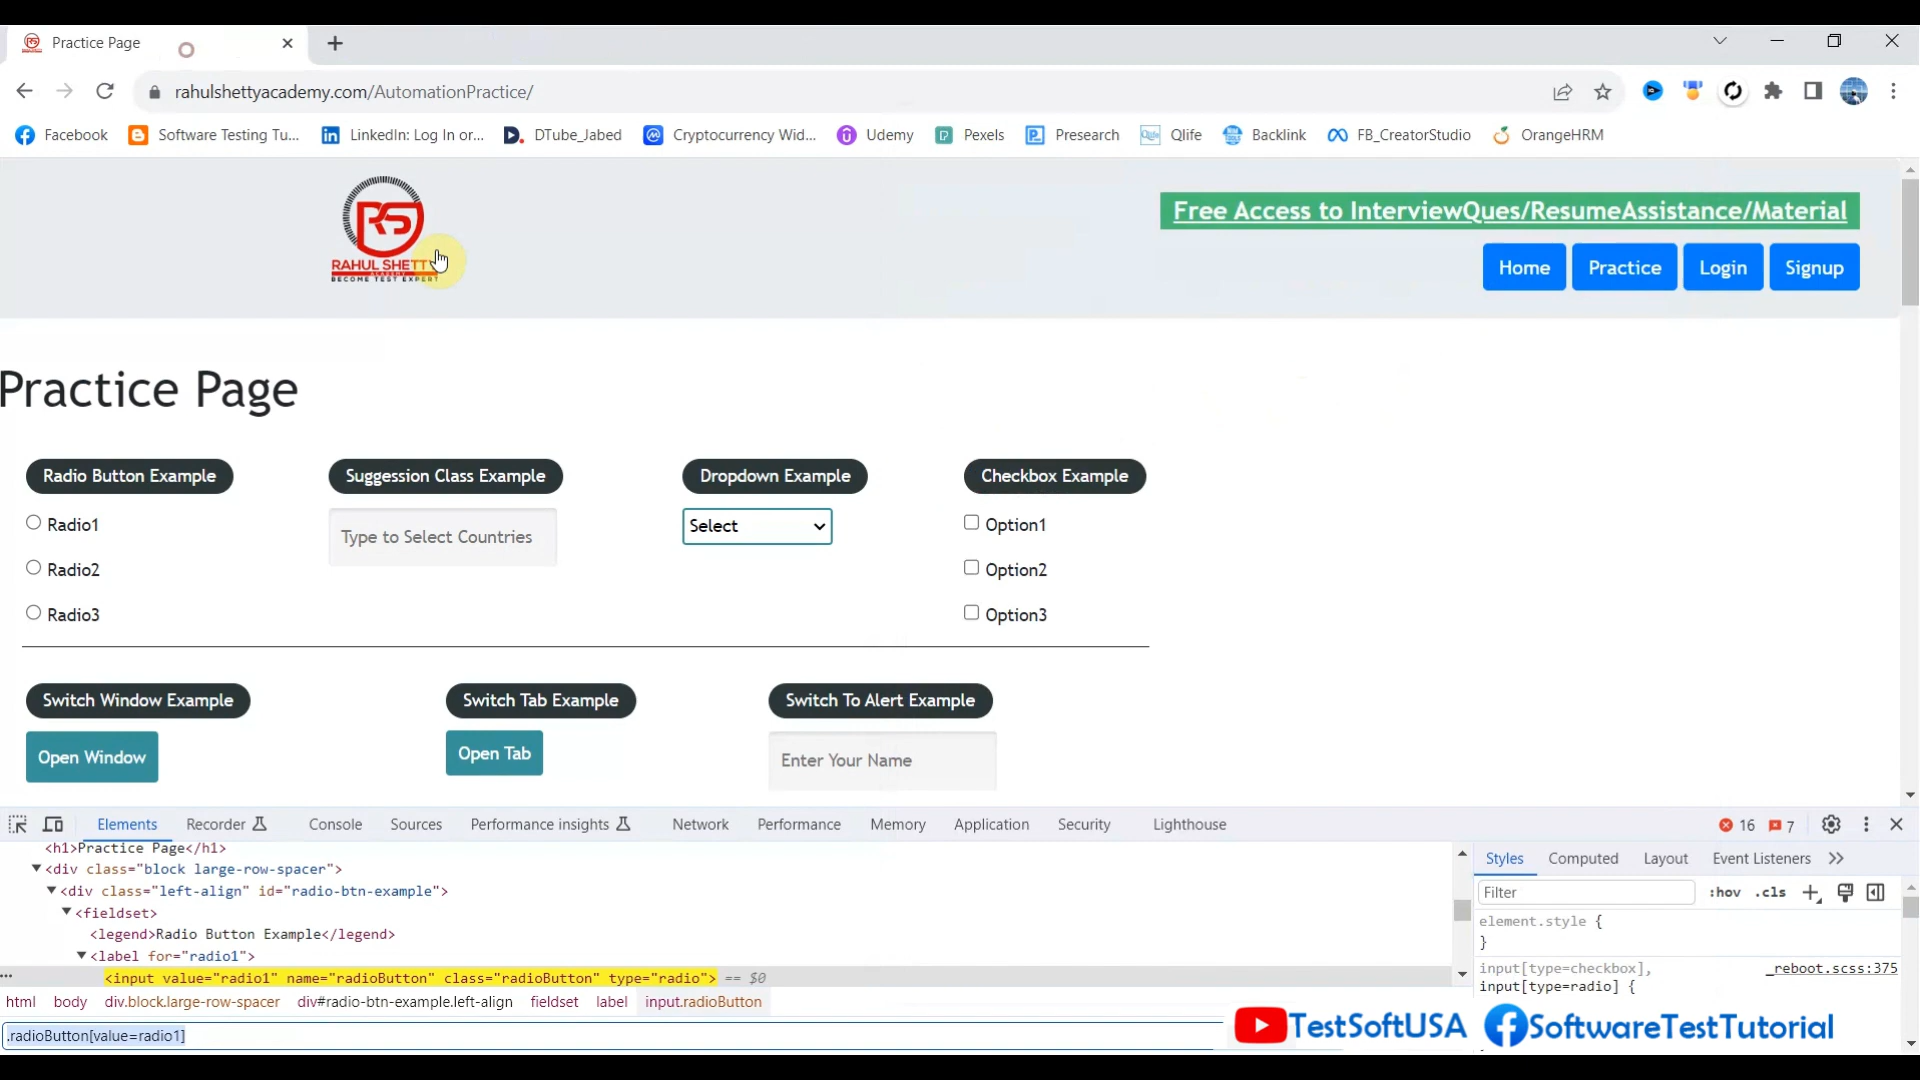 Practice Page
rahulshettyacademy.com/AutomationPractice/
Facebook Software Testing Tu... LinkedIn: Log In or... DTube_Jabed Cryptocurrency Wid... Udemy Pexels Presearch Qlife Backlink FB_CreatorStudio OrangeHRM
RS
RAHUL SHETT
BECOME TEST EXPERT
Free Access to InterviewQues/ResumeAssistance/Material
Home Practice Login Signup
Practice Page
Radio Button Example Suggession Class Example Dropdown Example Checkbox Example
Radio1 Type to Select Countries Select Option1
Radio2 Option2
Radio3 Option3
Switch Window Example Switch Tab Example Switch To Alert Example
Open Window Open Tab Enter Your Name
Elements Recorder Console Sources Performance insights Network Performance Memory Application Security Lighthouse 16 7
<h1>Practice Page</h1>
<div class="block large-row-spacer">
<div class="left-align" id="radio-btn-example">
<fieldset>
<legend>Radio Button Example</legend>
<label for="radio1">
<input value="radio1" name="radioButton" class="radioButton" type="radio"> == $0
html body div.block.large-row-spacer div#radio-btn-example.left-align fieldset label input.radioButton
.radioButton[value=radio1]
Styles Computed Layout Event Listeners
Filter :hov .cls
element.style {
}
input[type=checkbox], _reboot.scss:375
input[type=radio] {
TestSoftUSA SoftwareTestTutorial